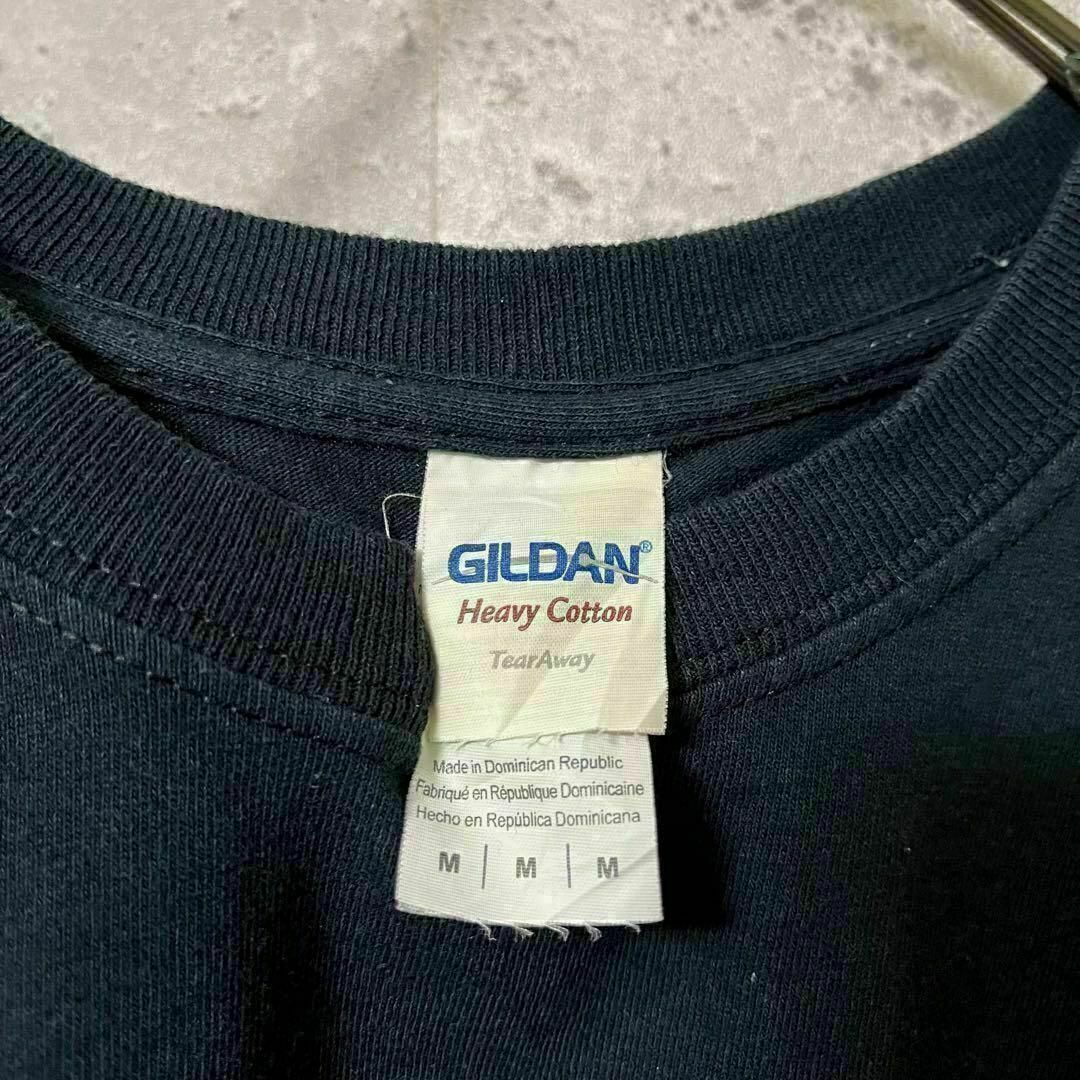 GILDAN®
Heavy Cotton
TearAway
Made in Dominican Republic
Fabriqué en République Dominicaine
Hecho en República Dominicana
M | M | M